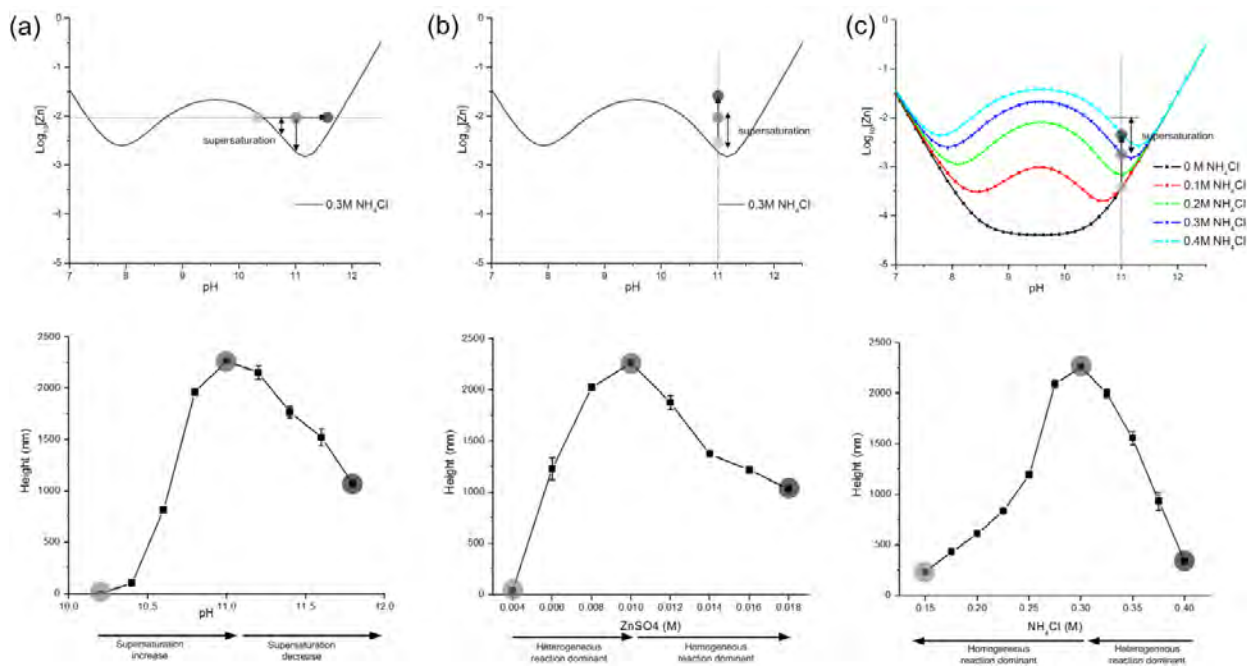 (a)
0
-1
-2
-3
-4
-5
Log10[Zn]
supersaturation
0.3M NH4Cl
7 8 9 10 11 12
pH
(b)
0
-1
-2
-3
-4
-5
Log10[Zn]
supersaturation
0.3M NH4Cl
7 8 9 10 11 12
pH
(c)
0
-1
-2
-3
-4
-5
Log10[Zn]
supersaturation
0 M NH4Cl
0.1M NH4Cl
0.2M NH4Cl
0.3M NH4Cl
0.4M NH4Cl
7 8 9 10 11 12
pH
2500
2000
1500
1000
500
0
Height (nm)
10.0 10.5 11.0 11.5 12.0
pH
Supersaturation
increase
Supersaturation
decrease
2500
2000
1500
1000
500
0
Height (nm)
0.004 0.006 0.008 0.010 0.012 0.014 0.016 0.018
ZnSO4 (M)
Heterogeneous
reaction dominant
Homogeneous
reaction dominant
2500
2000
1500
1000
500
0
Height (nm)
0.15 0.20 0.25 0.30 0.35 0.40
NH4Cl (M)
Homogeneous
reaction dominant
Heterogeneous
reaction dominant